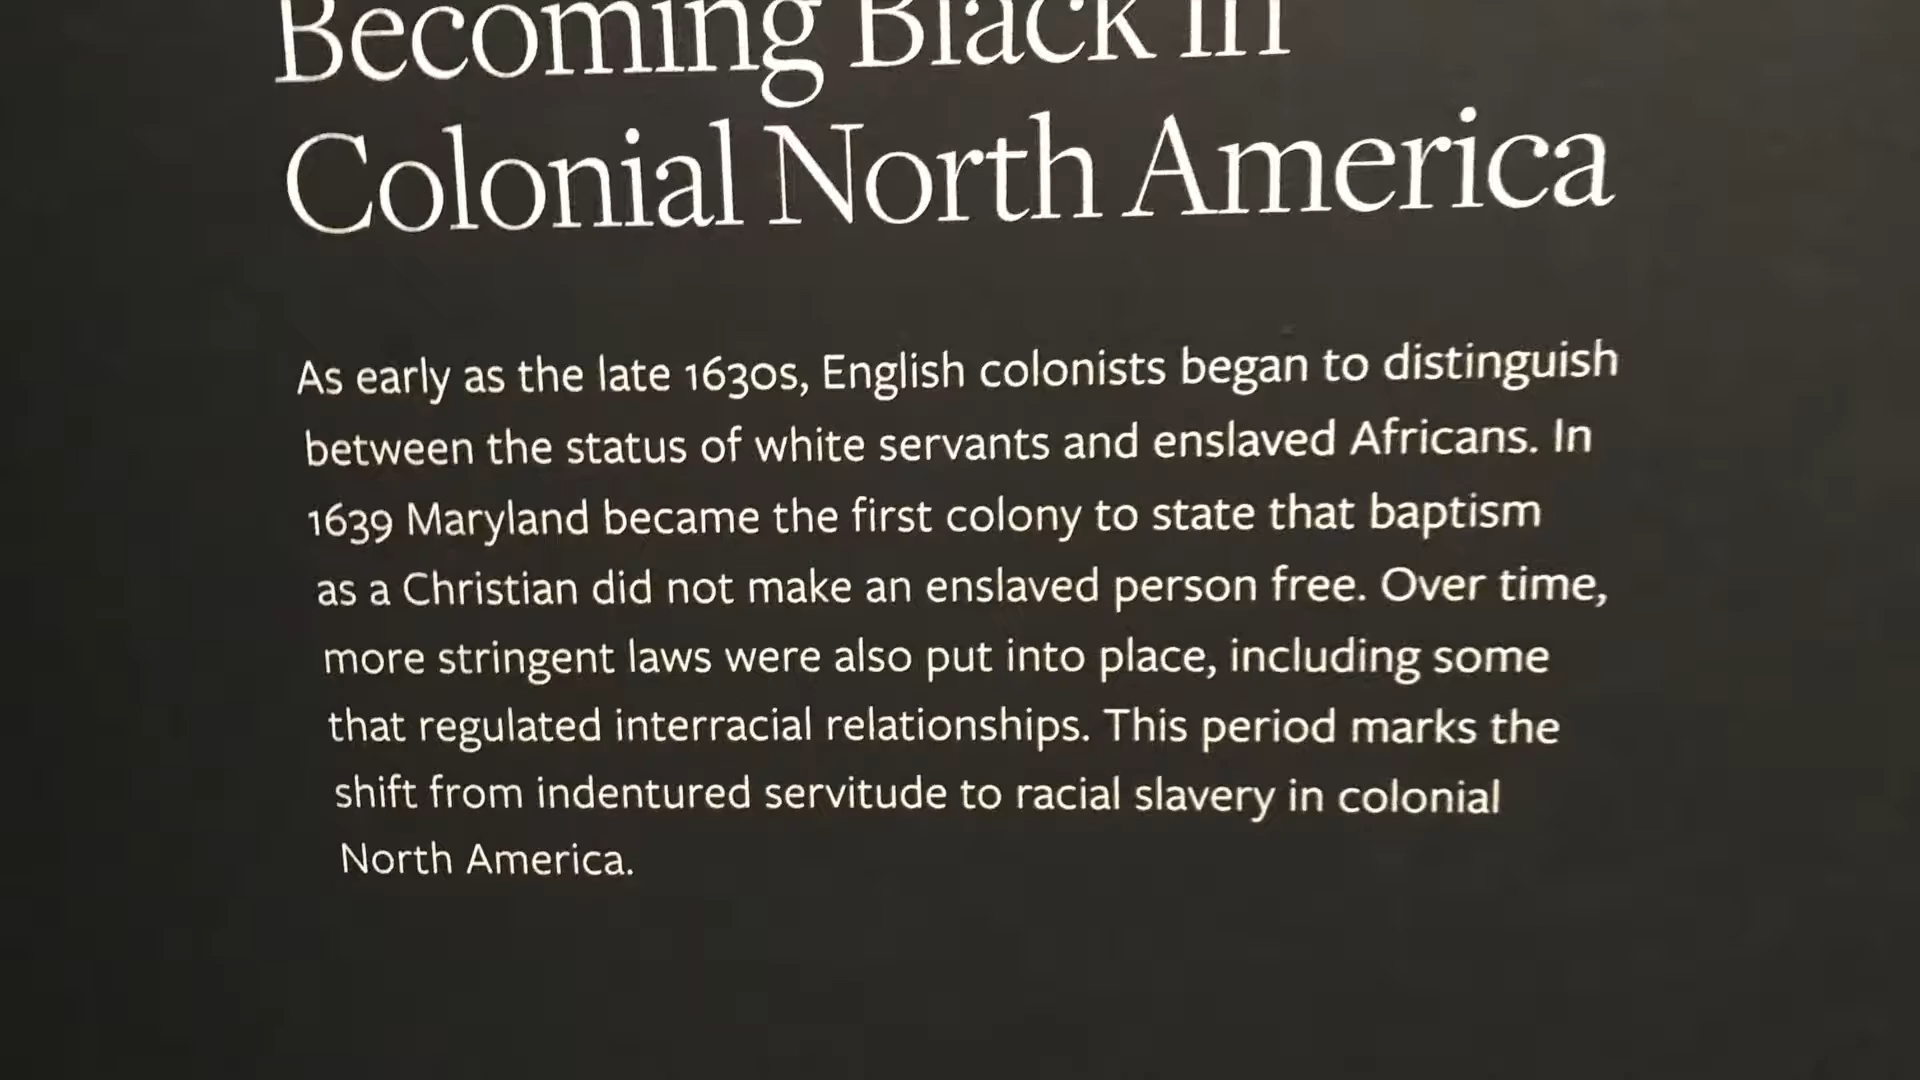 Becoming Black in
Colonial North America
As early as the late 1630s, English colonists began to distinguish
between the status of white servants and enslaved Africans. In
1639 Maryland became the first colony to state that baptism
as a Christian did not make an enslaved person free. Over time,
more stringent laws were also put into place, including some
that regulated interracial relationships. This period marks the
shift from indentured servitude to racial slavery in colonial
North America.